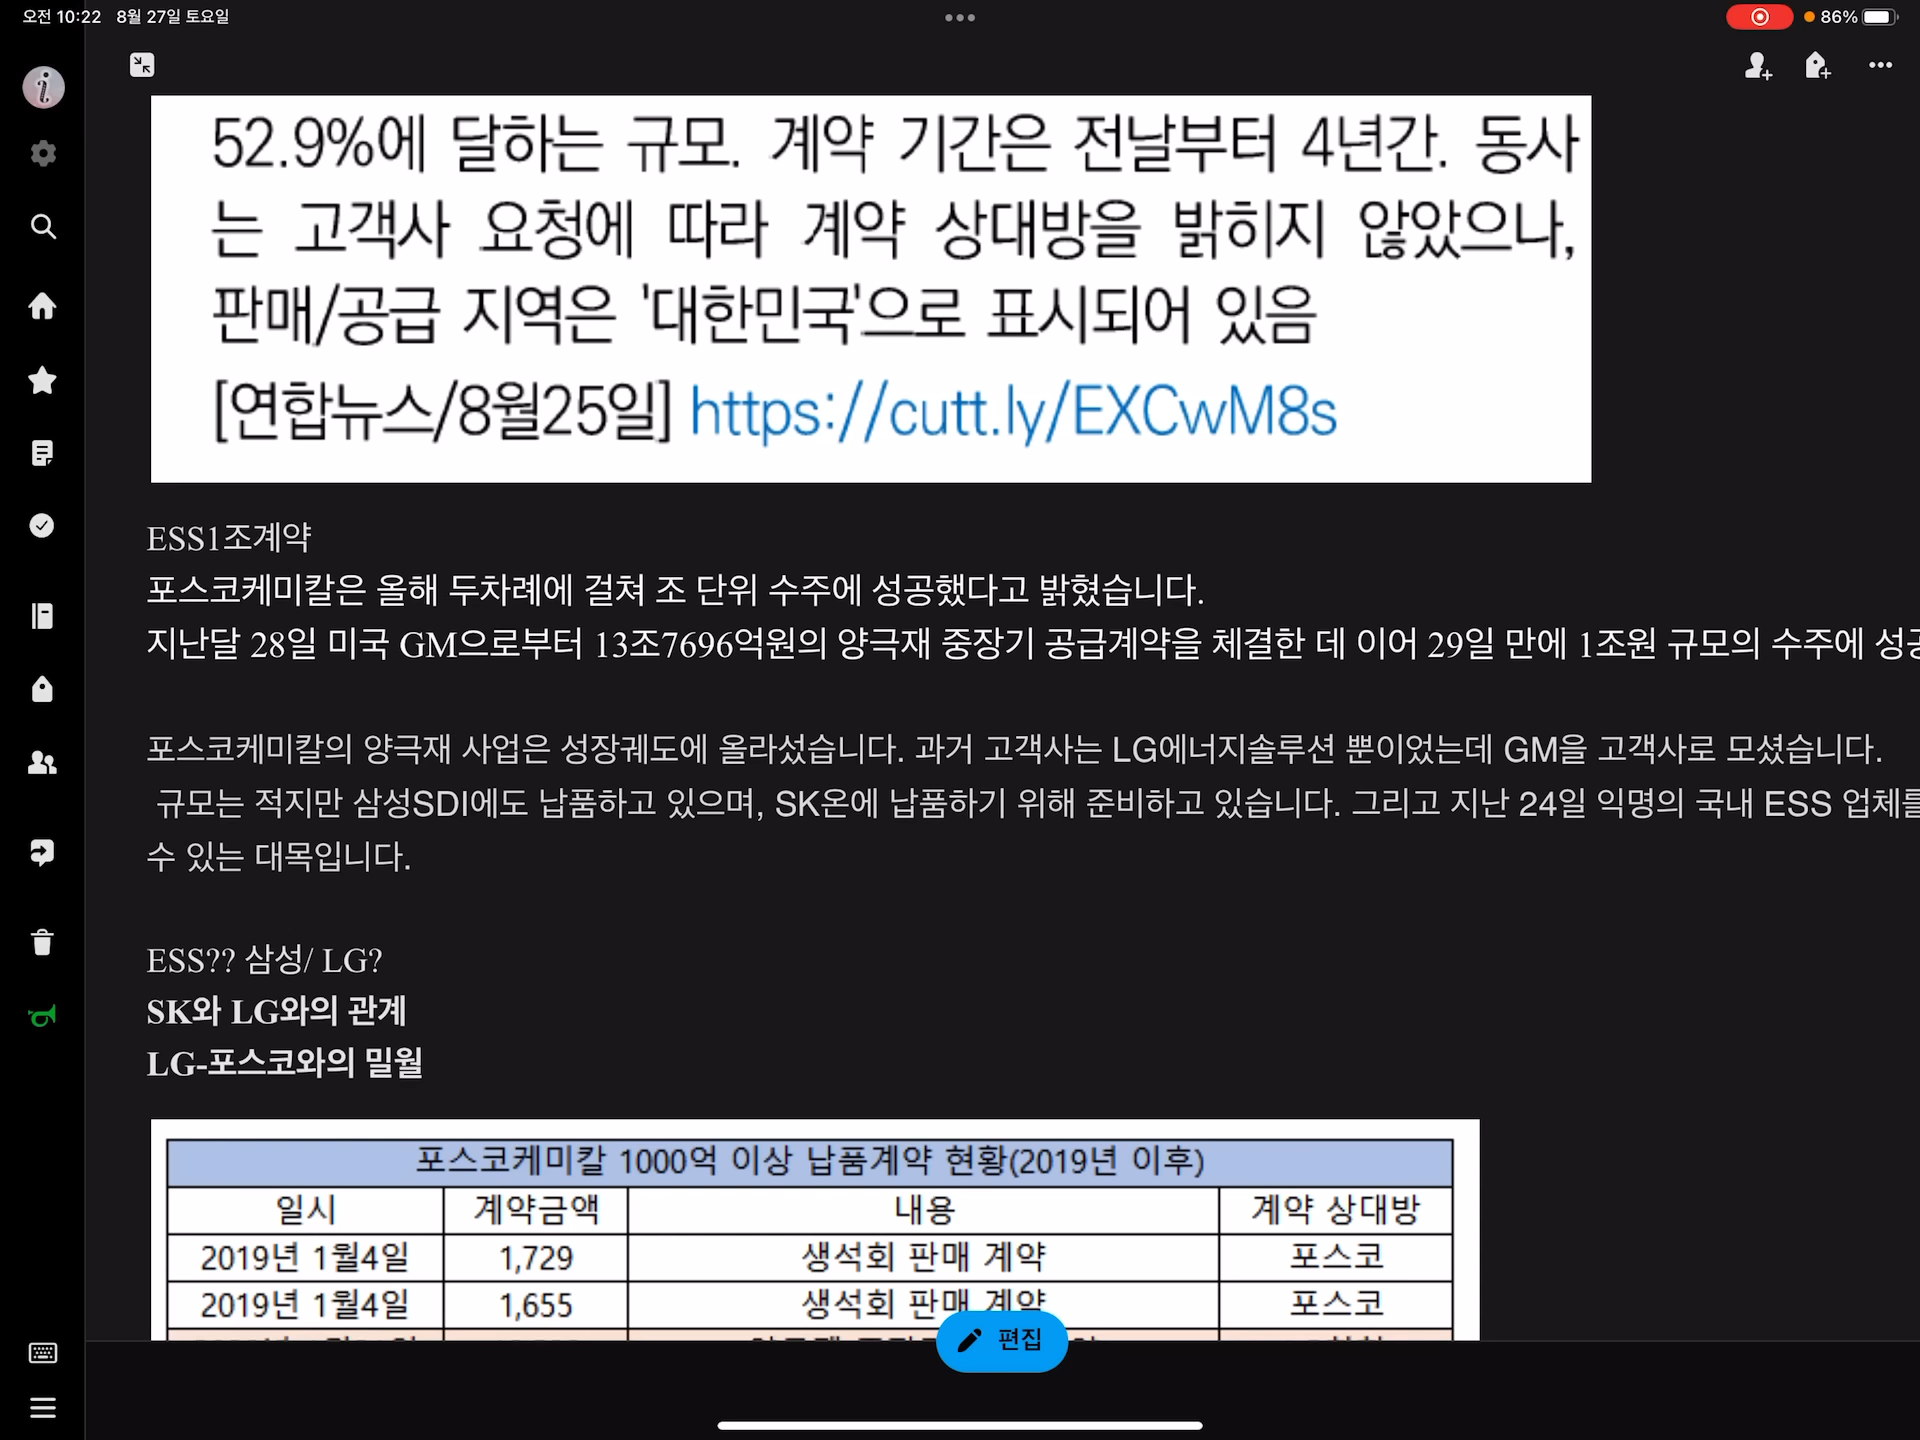 오전 10:22 8월 27일 토요일
86%
52.9%에 달하는 규모. 계약 기간은 전날부터 4년간. 동사
는 고객사 요청에 따라 계약 상대방을 밝히지 않았으나,
판매/공급 지역은 '대한민국'으로 표시되어 있음
[연합뉴스/8월25일] https://cutt.ly/EXCwM8s
ESS1조계약
포스코케미칼은 올해 두차례에 걸쳐 조 단위 수주에 성공했다고 밝혔습니다.
지난달 28일 미국 GM으로부터 13조7696억원의 양극재 중장기 공급계약을 체결한 데 이어 29일 만에 1조원 규모의 수주에 성공
포스코케미칼의 양극재 사업은 성장궤도에 올라섰습니다. 과거 고객사는 LG에너지솔루션 뿐이었는데 GM을 고객사로 모셨습니다.
규모는 적지만 삼성SDI에도 납품하고 있으며, SK온에 납품하기 위해 준비하고 있습니다. 그리고 지난 24일 익명의 국내 ESS 업체를
수 있는 대목입니다.
ESS?? 삼성/ LG?
SK와 LG와의 관계
LG-포스코와의 밀월
포스코케미칼 1000억 이상 납품계약 현황(2019년 이후)
일시 계약금액 내용 계약 상대방
2019년 1월4일 1,729 생석회 판매 계약 포스코
2019년 1월4일 1,655 생석회 판매 계약 포스코
편집